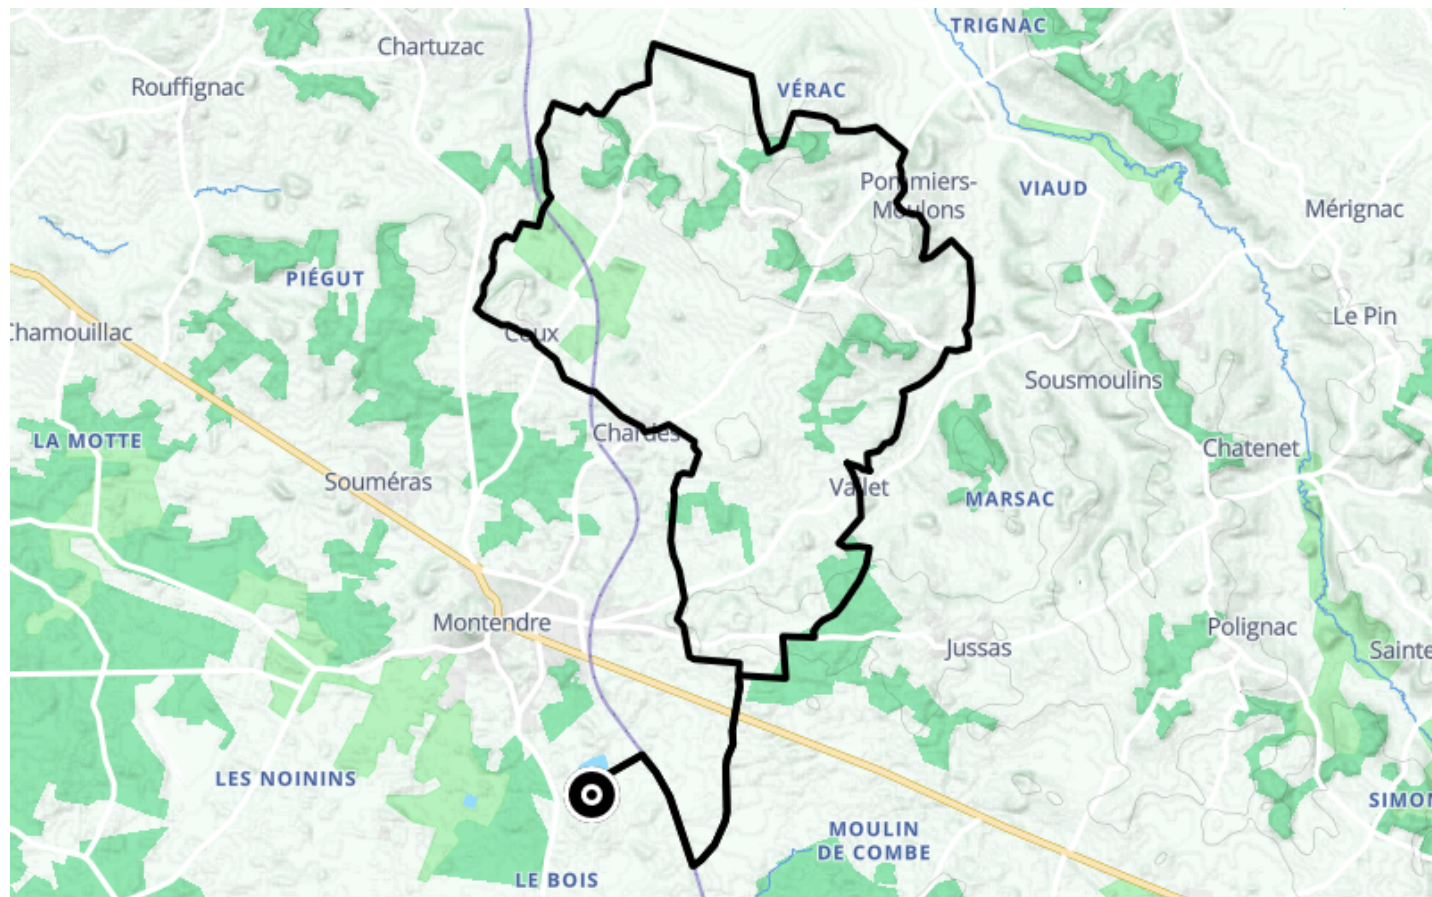 TRIGNAC
Chartuzac
Rouffignac
VÉRAC
Pommiers-
Moulons
VIAUD
Mérignac
PIÉGUT
Chamouillac
Coux
Le Pin
Sousmoulins
LA MOTTE
Chardes
Chatenet
Souméras
Vallet
MARSAC
Montendre
Polignac
Jussas
Sainte
LES NOININS
SIMON
MOULIN
DE COMBE
LE BOIS